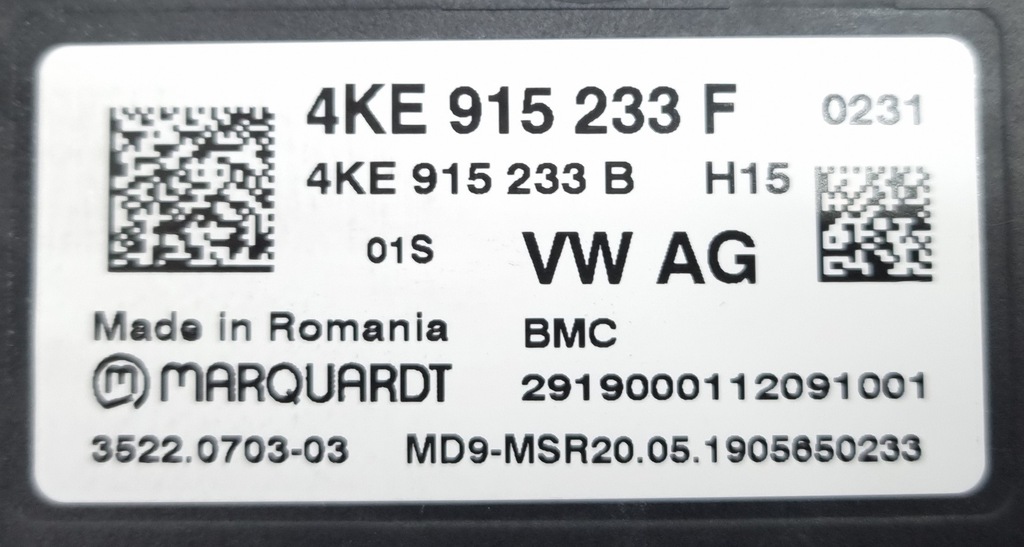 4KE 915 233 F 0231
4KE 915 233 B H15
01S VW AG
Made in Romania BMC
MARQUARDT 2919000112091001
3522.0703-03 MD9-MSR20.05.1905650233